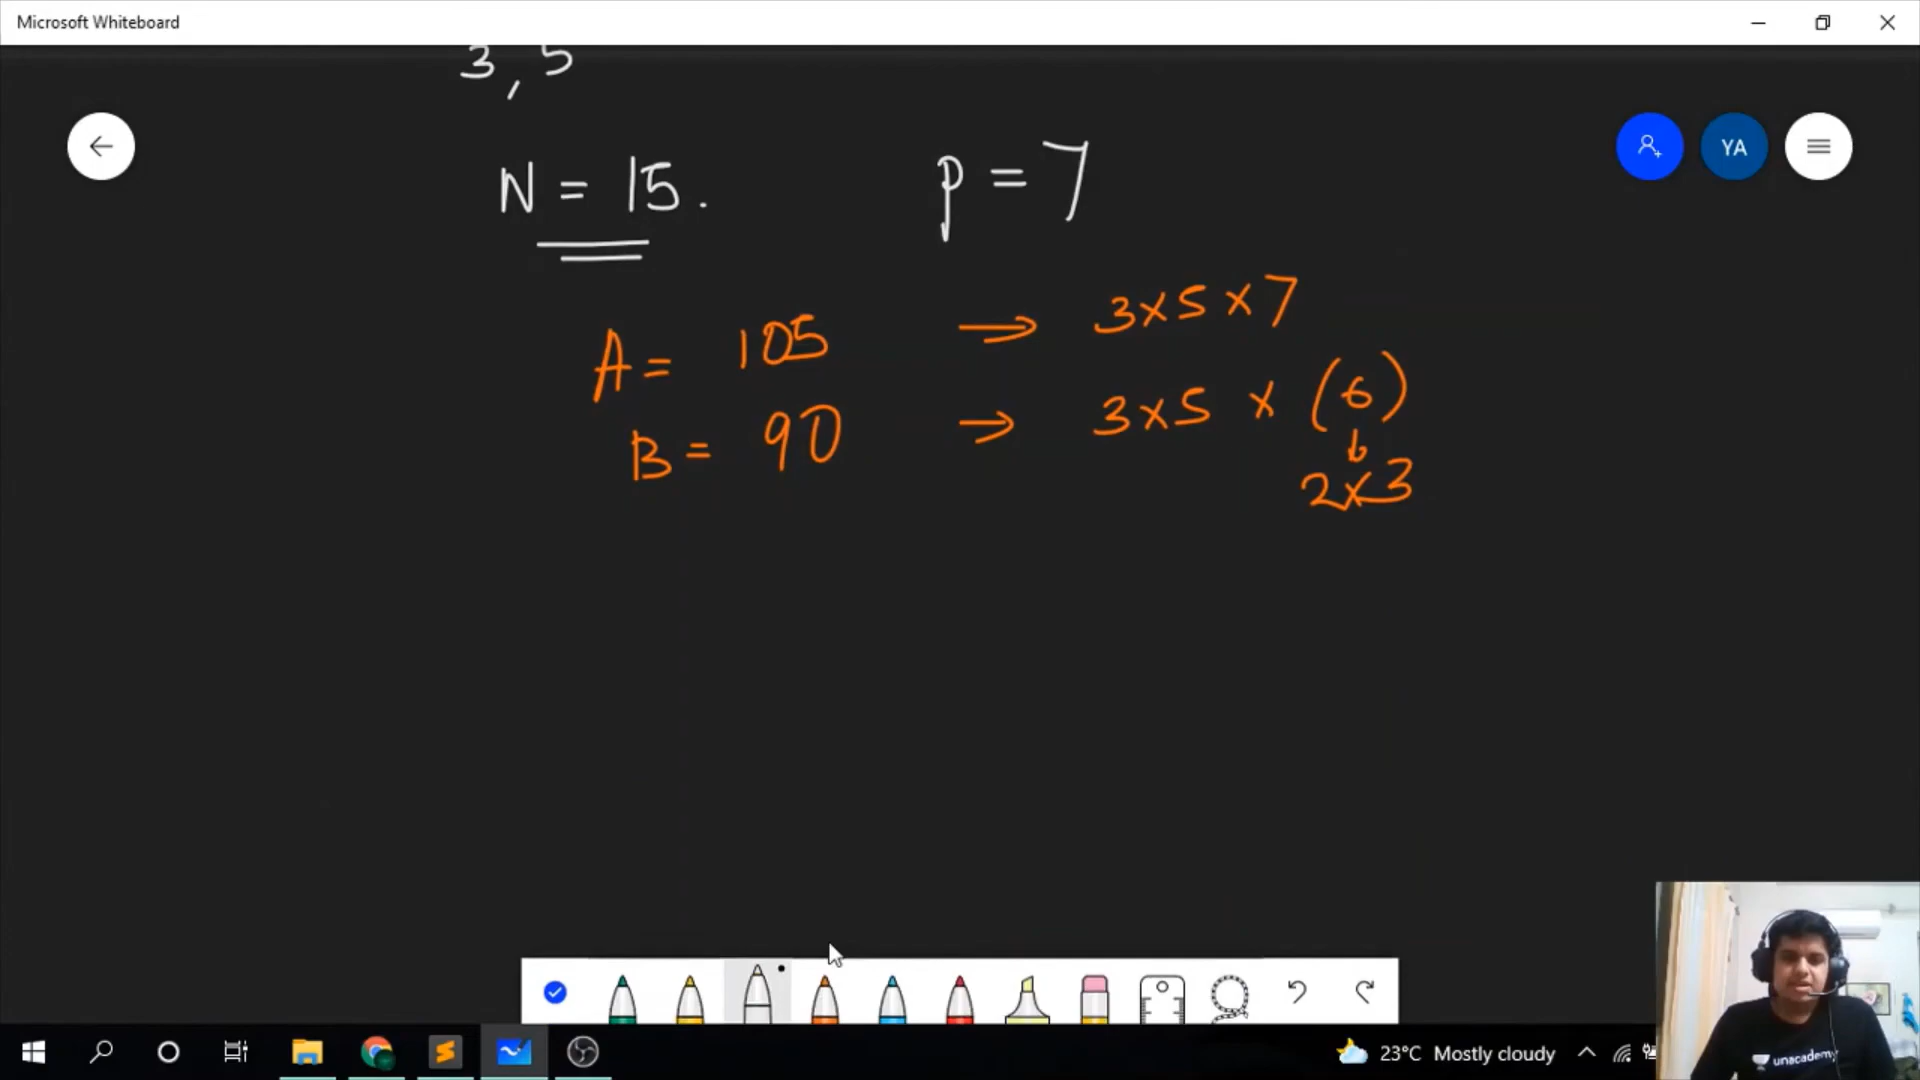 Microsoft Whiteboard
3, 5
YA
N = 15. p = 7
A = 105 → 3×5×7
B = 90 → 3×5 × (6)
2×3
23°C Mostly cloudy
unacademy